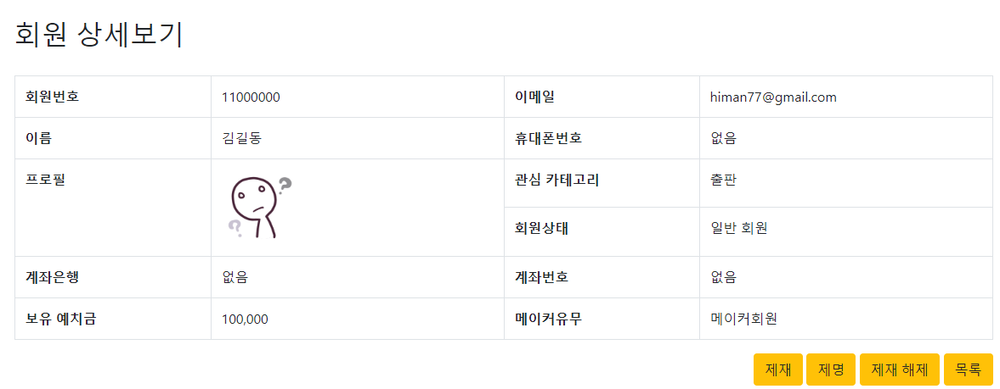 회원 상세보기
회원번호 11000000 이메일 himan77@gmail.com
이름 김길동 휴대폰번호 없음
프로필 ? ? 관심 카테고리 출판
회원상태 일반 회원
계좌은행 없음 계좌번호 없음
보유 예치금 100,000 메이커유무 메이커회원
제재 제명 제재 해제 목록